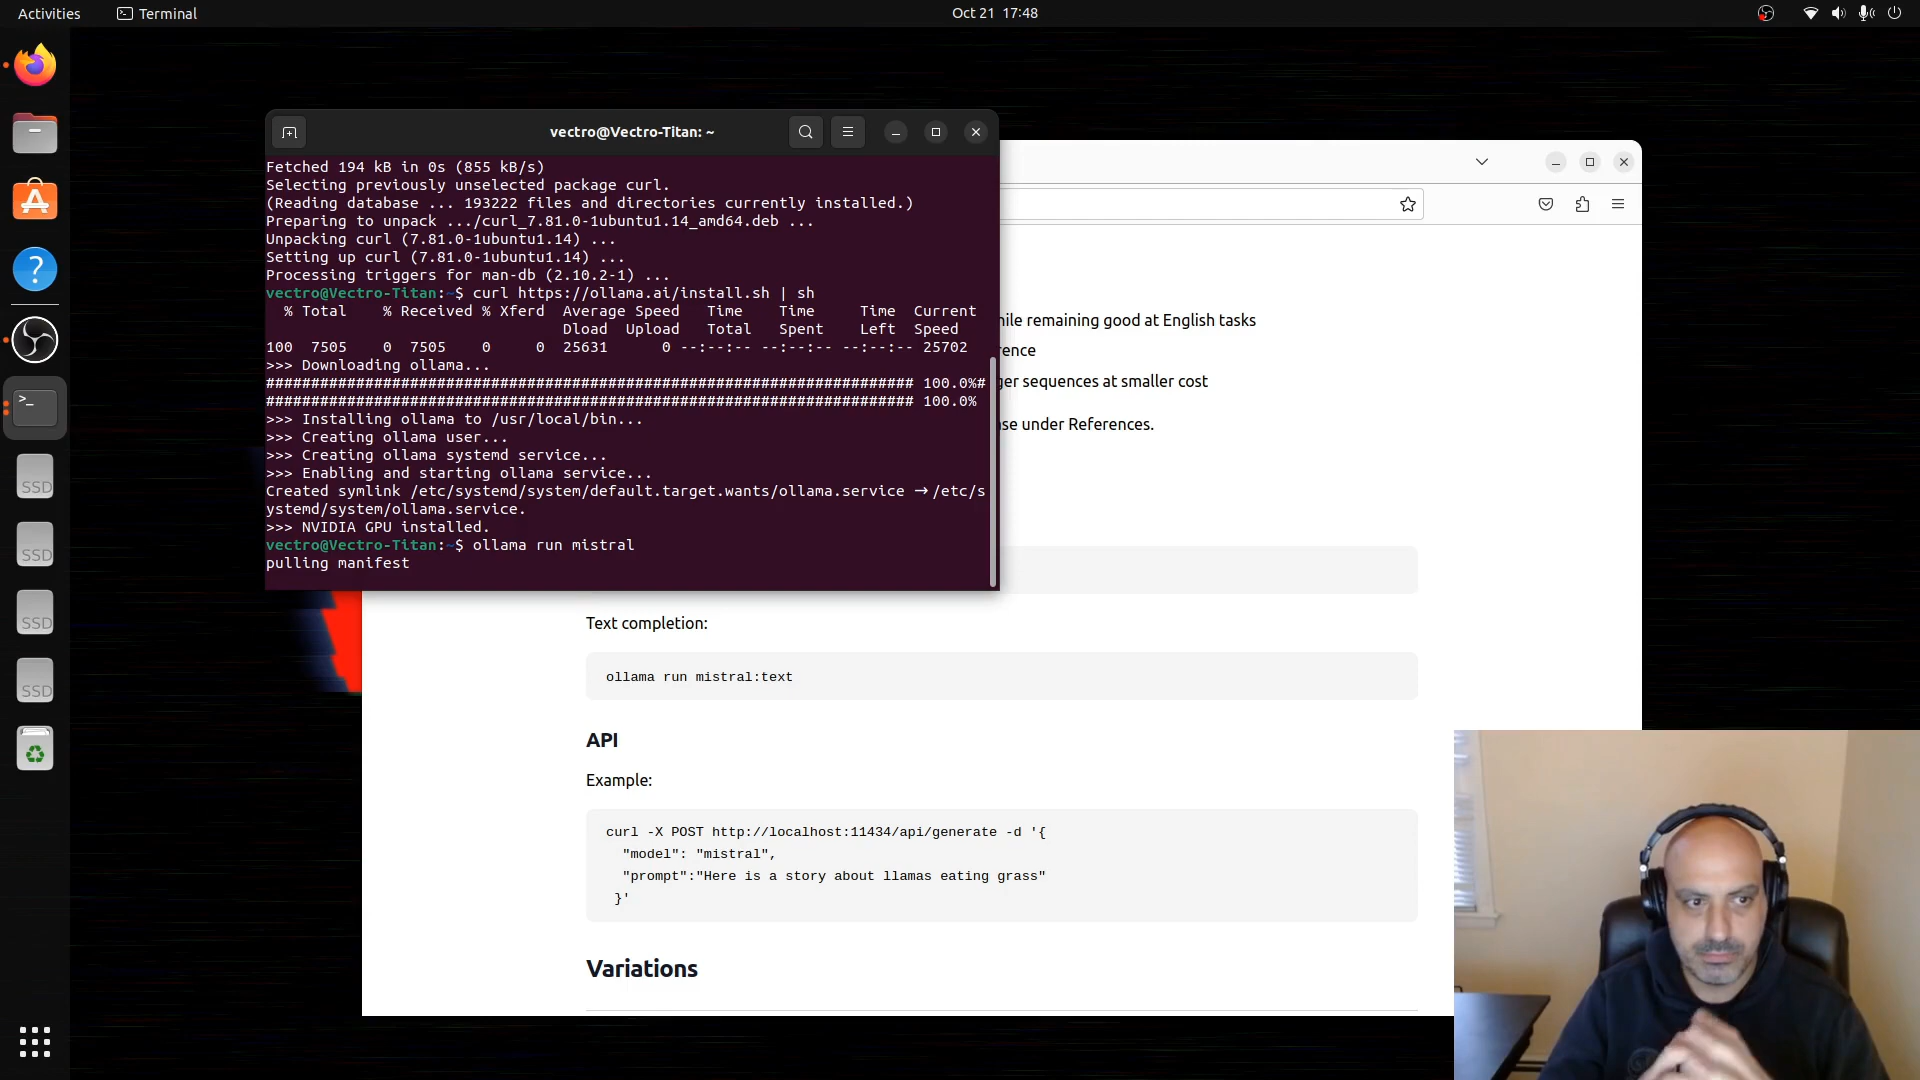 Activities
Terminal
Oct 21 17:48
vectro@Vectro-Titan: ~
Fetched 194 kB in 0s (855 kB/s)
Selecting previously unselected package curl.
(Reading database ... 193222 files and directories currently installed.)
Preparing to unpack .../curl_7.81.0-1ubuntu1.14_amd64.deb ...
Unpacking curl (7.81.0-1ubuntu1.14) ...
Setting up curl (7.81.0-1ubuntu1.14) ...
Processing triggers for man-db (2.10.2-1) ...
vectro@Vectro-Titan:~$ curl https://ollama.ai/install.sh | sh
% Total % Received % Xferd Average Speed Time Time Time Current
Dload Upload Total Spent Left Speed
100 7505 0 7505 0 0 25631 0 --:--:-- --:--:-- --:--:-- 25702
>>> Downloading ollama...
######################################################################## 100.0%#
######################################################################## 100.0%
>>> Installing ollama to /usr/local/bin...
>>> Creating ollama user...
>>> Creating ollama systemd service...
>>> Enabling and starting ollama service...
Created symlink /etc/systemd/system/default.target.wants/ollama.service → /etc/s
ystemd/system/ollama.service.
>>> NVIDIA GPU installed.
vectro@Vectro-Titan:~$ ollama run mistral
pulling manifest
remaining good at English tasks
sequences at smaller cost
under References.
Text completion:
ollama run mistral:text
API
Example:
curl -X POST http://localhost:11434/api/generate -d '{
"model": "mistral",
"prompt":"Here is a story about llamas eating grass"
}'
Variations
SSD
SSD
SSD
SSD